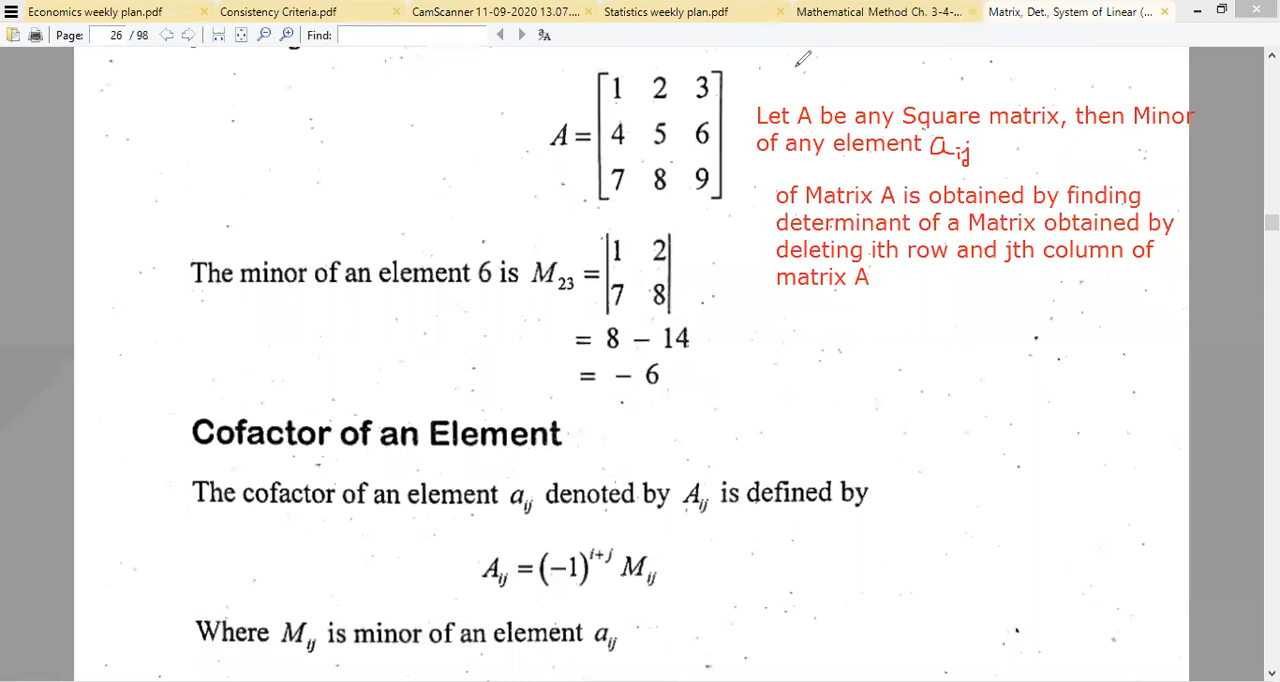 Economics weekly plan.pdf × Consistency Criteria.pdf × CamScanner 11-09-2020 13.07.... × Statistics weekly plan.pdf × Mathematical Method Ch. 3-4-... × Matrix, Det., System of Linear (... ×
Page: 26 / 98 Find:
A = [1 2 3
4 5 6
7 8 9]
Let A be any Square matrix, then Minor
of any element aij
of Matrix A is obtained by finding
determinant of a Matrix obtained by
deleting ith row and jth column of
matrix A
The minor of an element 6 is M23 = |1 2|
|7 8|
= 8 − 14
= − 6
Cofactor of an Element
The cofactor of an element aij denoted by Aij is defined by
Aij = (−1)^i+j Mij
Where Mij is minor of an element aij